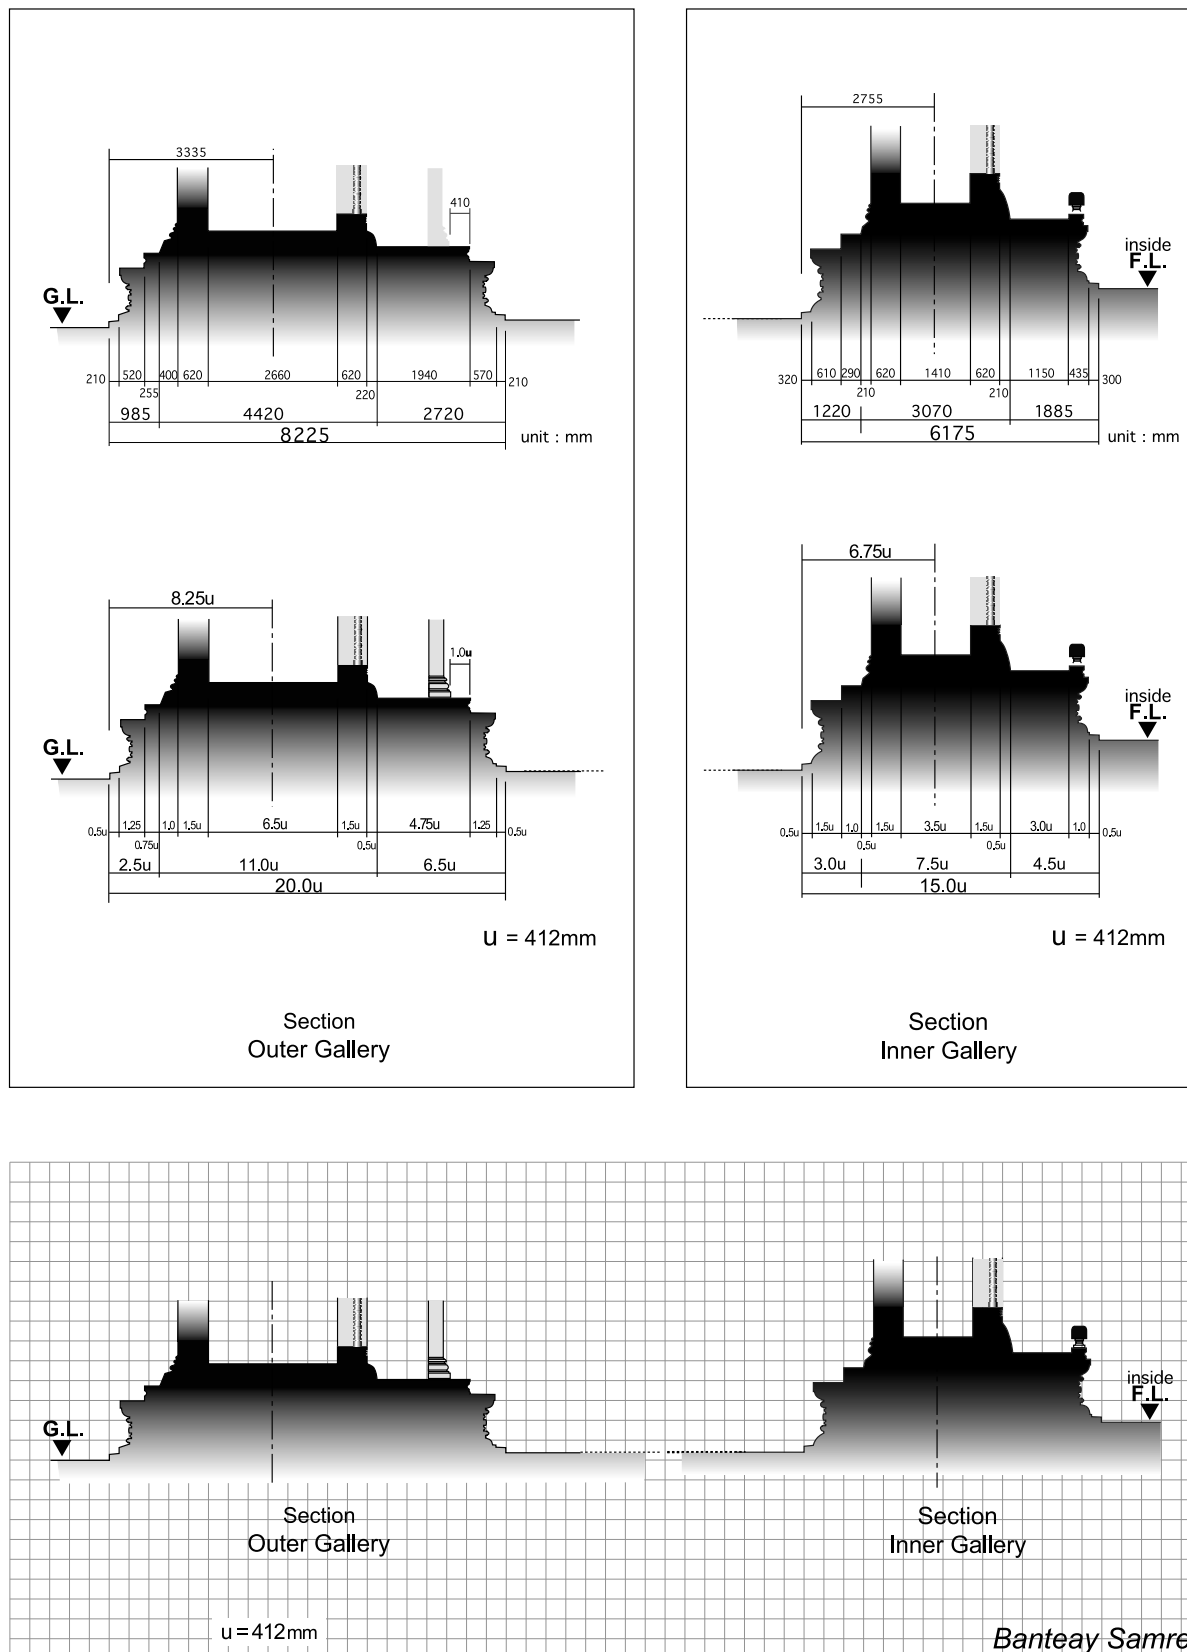 3335
410
G.L.
210 520 400 620 2660 620 1940 570 210
255 220
985 4420 2720
8225
unit : mm
2755
inside
F.L.
320 610 290 620 1410 620 1150 435 300
210 210
1220 3070 1885
6175
unit : mm
8.25u
1.0u
G.L.
0.5u 1.25 1.0 1.5u 6.5u 1.5u 4.75u 1.25 0.5u
0.75u 0.5u
2.5u 11.0u 6.5u
20.0u
u = 412mm
Section
Outer Gallery
6.75u
inside
F.L.
0.5u 1.5u 1.0 1.5u 3.5u 1.5u 3.0u 1.0 0.5u
0.5u 0.5u
3.0u 7.5u 4.5u
15.0u
u = 412mm
Section
Inner Gallery
G.L.
inside
F.L.
Section
Outer Gallery
Section
Inner Gallery
u=412mm
Banteay Samre